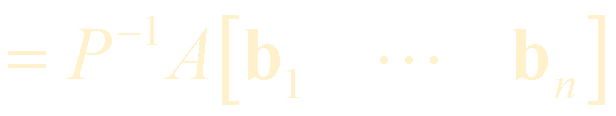 = P⁻¹A[𝐛₁ ⋯ 𝐛ₙ]